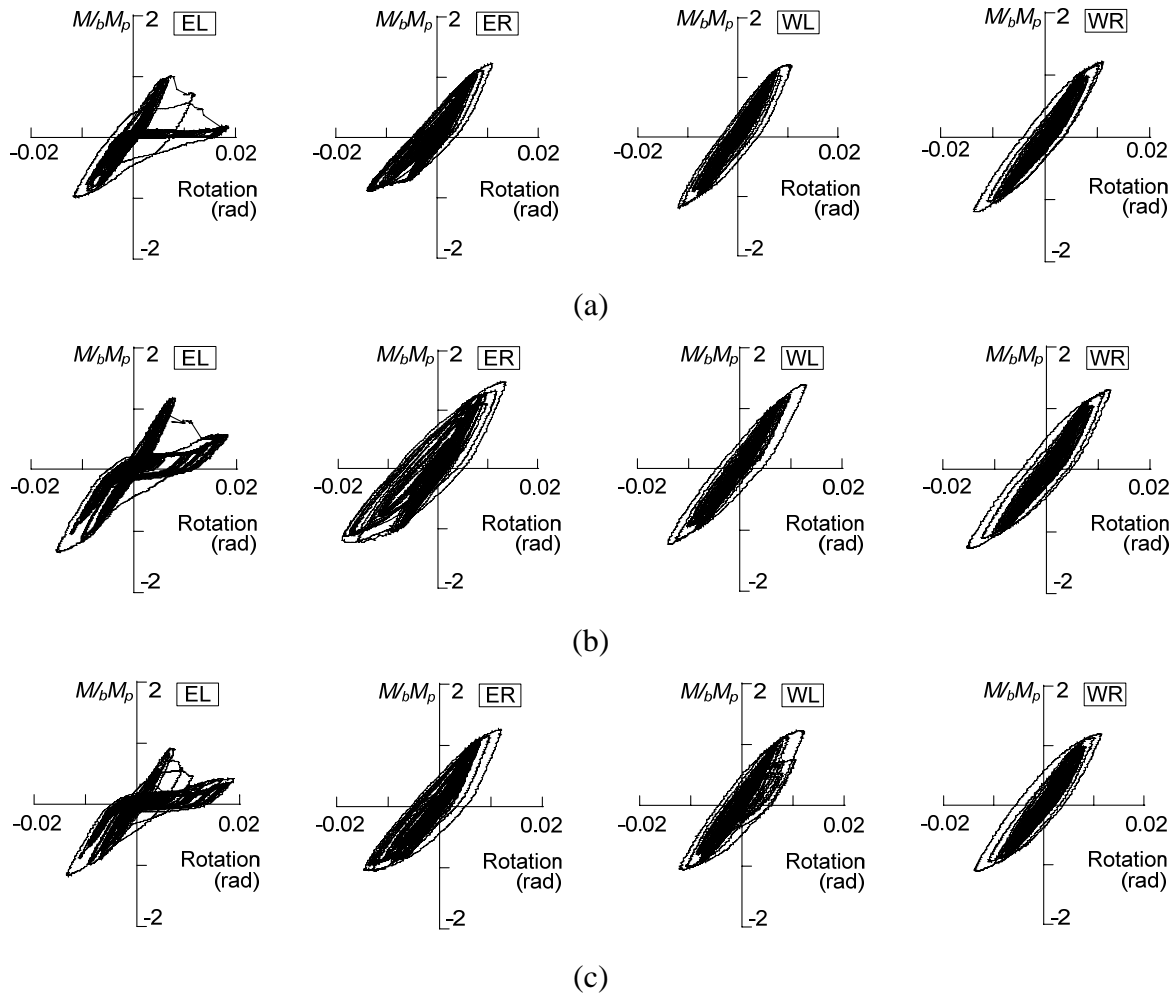 M/bMp 2 EL M/bMp 2 ER M/bMp 2 WL M/bMp 2 WR
-0.02 0.02 -0.02 0.02 -0.02 0.02 -0.02 0.02
Rotation Rotation Rotation Rotation
(rad) (rad) (rad) (rad)
-2 -2 -2 -2
(a)
M/bMp 2 EL M/bMp 2 ER M/bMp 2 WL M/bMp 2 WR
-0.02 0.02 -0.02 0.02 -0.02 0.02 -0.02 0.02
Rotation Rotation Rotation Rotation
(rad) (rad) (rad) (rad)
-2 -2 -2 -2
(b)
M/bMp 2 EL M/bMp 2 ER M/bMp 2 WL M/bMp 2 WR
-0.02 0.02 -0.02 0.02 -0.02 0.02 -0.02 0.02
Rotation Rotation Rotation Rotation
(rad) (rad) (rad) (rad)
-2 -2 -2 -2
(c)